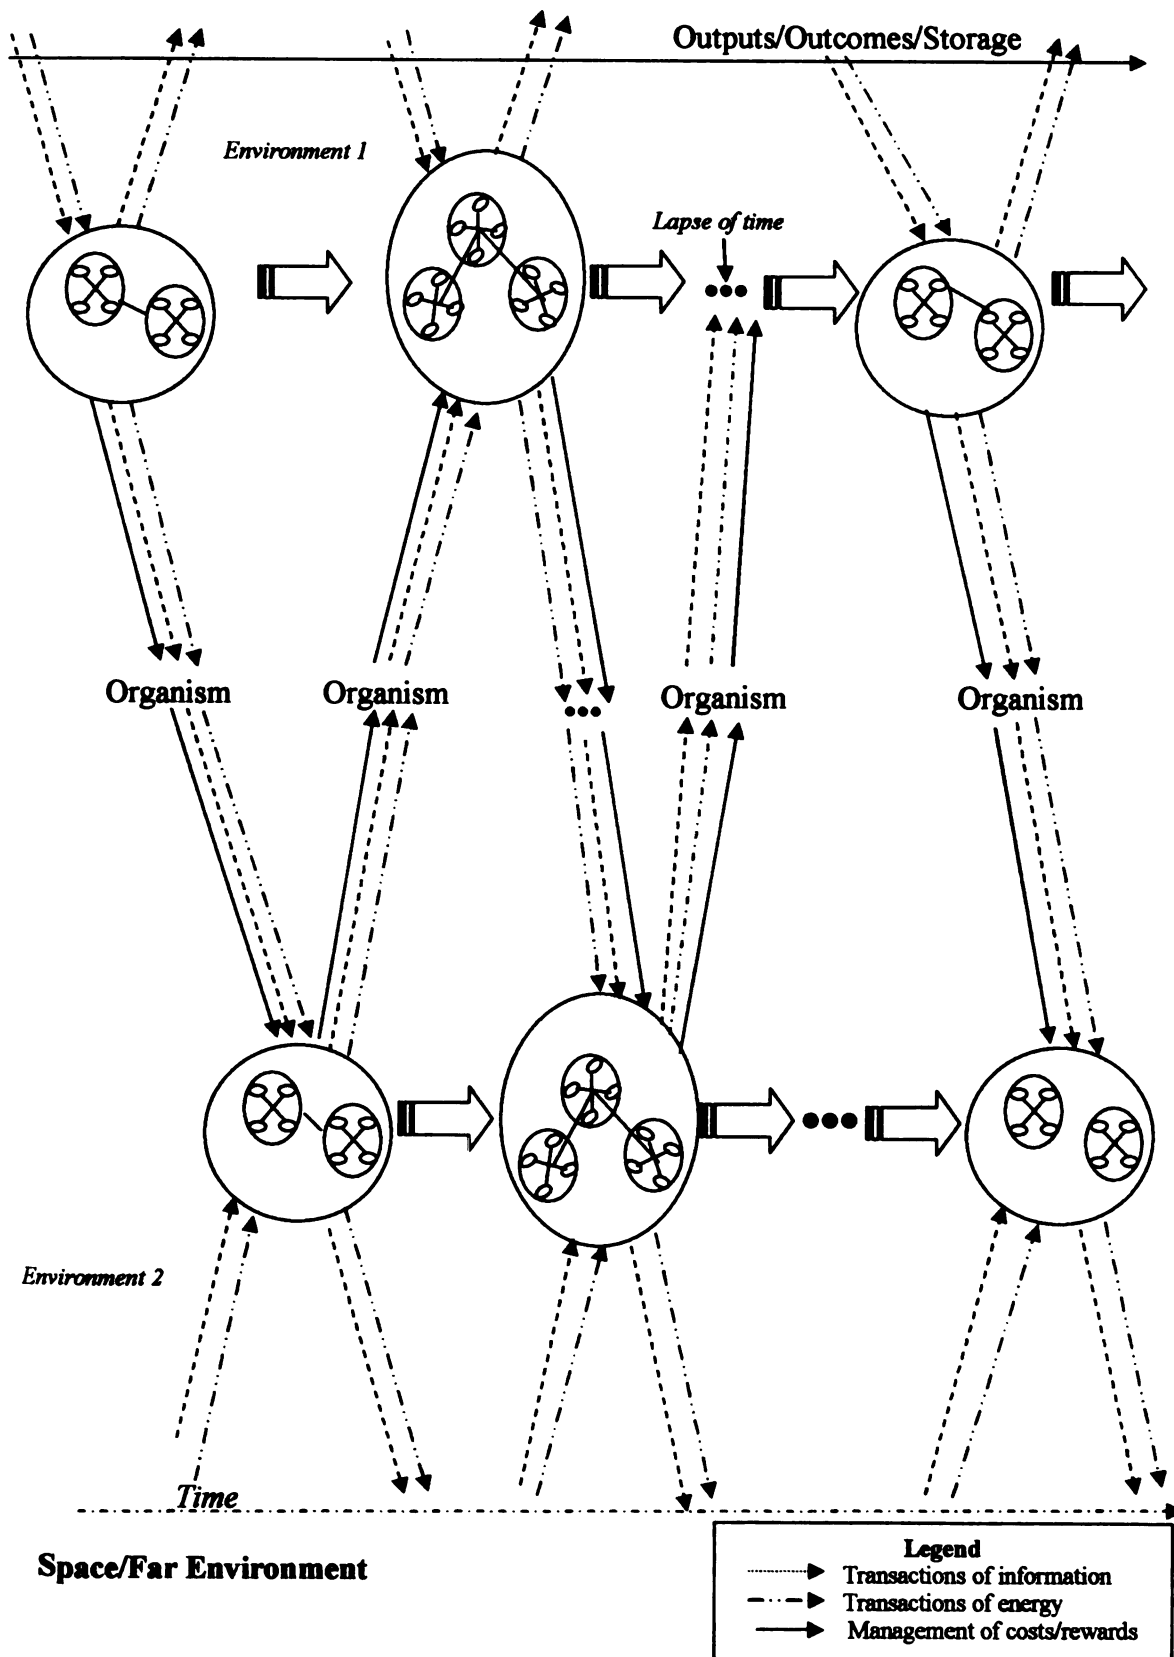 Outputs/Outcomes/Storage
Environment 1
Lapse of time
Organism Organism Organism Organism
Environment 2
Time
Space/Far Environment
Legend
Transactions of information
Transactions of energy
Management of costs/rewards